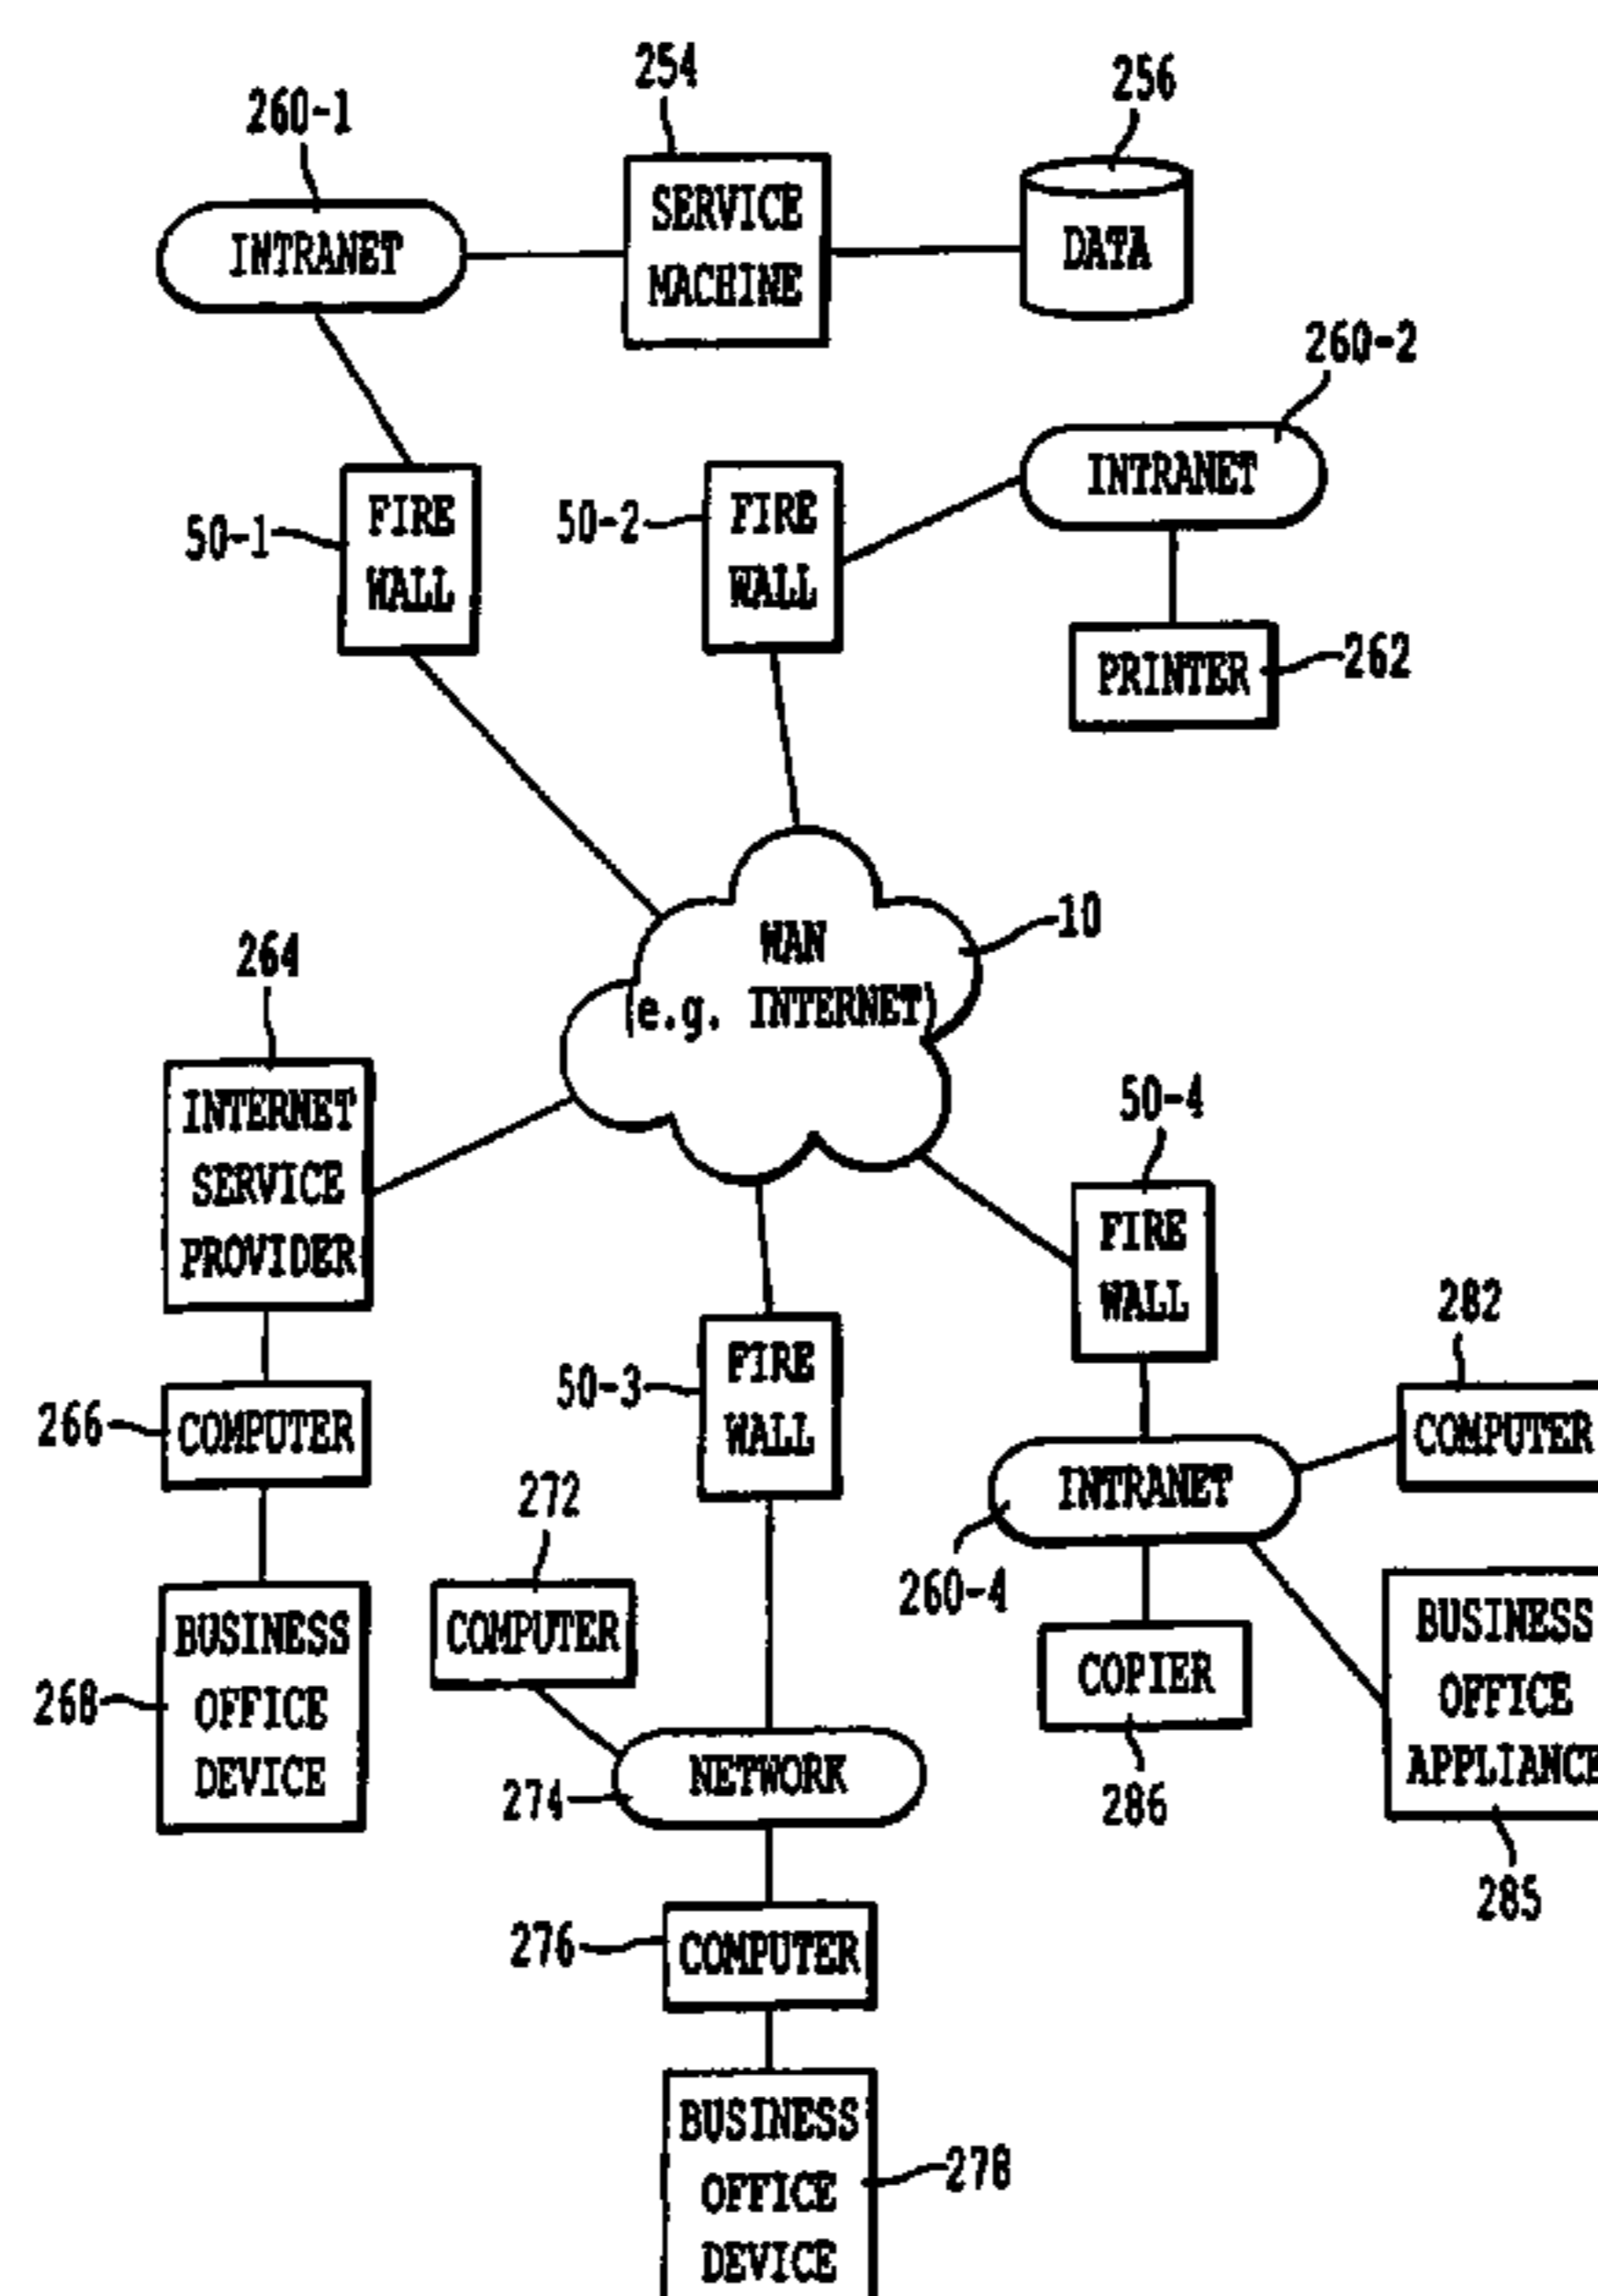 254
256
260-1
SERVICE
MACHINE
INTRANET
DATA
260-2
INTRANET
50-1
FIRE
WALL
50-2
FIRE
WALL
PRINTER
262
10
WAN
(e.g. INTERNET)
264
INTERNET
SERVICE
PROVIDER
50-4
FIRE
WALL
282
COMPUTER
50-3
FIRE
WALL
266
COMPUTER
INTRANET
260-4
272
COMPUTER
BUSINESS
OFFICE
DEVICE
268
COPIER
286
BUSINESS
OFFICE
APPLIANCE
285
NETWORK
274
276
COMPUTER
BUSINESS
OFFICE
DEVICE
278